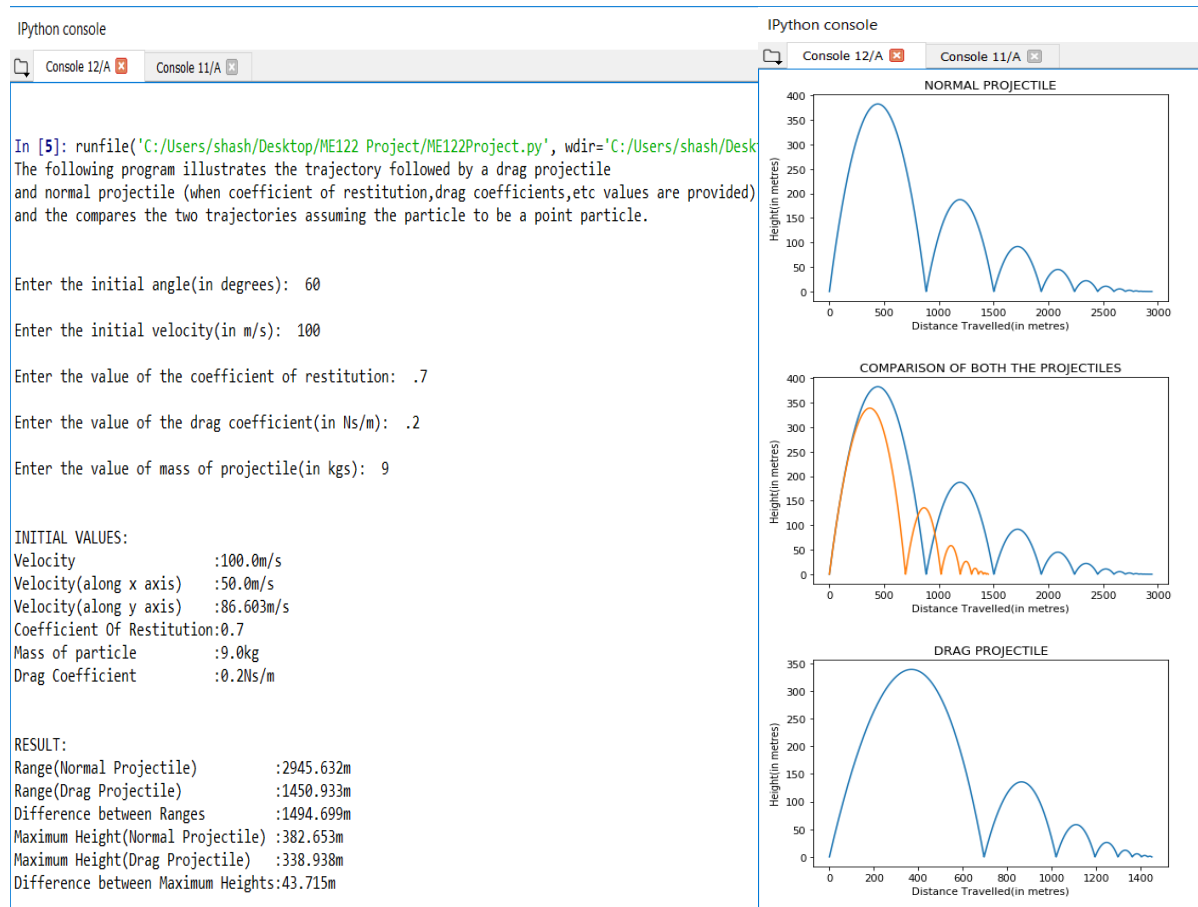 IPython console
Console 12/A
Console 11/A
In [5]: runfile('C:/Users/shash/Desktop/ME122 Project/ME122Project.py', wdir='C:/Users/shash/Desk
The following program illustrates the trajectory followed by a drag projectile
and normal projectile (when coefficient of restitution,drag coefficients,etc values are provided)
and the compares the two trajectories assuming the particle to be a point particle.
Enter the initial angle(in degrees): 60
Enter the initial velocity(in m/s): 100
Enter the value of the coefficient of restitution: .7
Enter the value of the drag coefficient(in Ns/m): .2
Enter the value of mass of projectile(in kgs): 9
INITIAL VALUES:
Velocity :100.0m/s
Velocity(along x axis) :50.0m/s
Velocity(along y axis) :86.603m/s
Coefficient Of Restitution:0.7
Mass of particle :9.0kg
Drag Coefficient :0.2Ns/m
RESULT:
Range(Normal Projectile) :2945.632m
Range(Drag Projectile) :1450.933m
Difference between Ranges :1494.699m
Maximum Height(Normal Projectile) :382.653m
Maximum Height(Drag Projectile) :338.938m
Difference between Maximum Heights:43.715m
IPython console
Console 12/A
Console 11/A
NORMAL PROJECTILE
Height(in metres)
400
350
300
250
200
150
100
50
0
0 500 1000 1500 2000 2500 3000
Distance Travelled(in metres)
COMPARISON OF BOTH THE PROJECTILES
Height(in metres)
400
350
300
250
200
150
100
50
0
0 500 1000 1500 2000 2500 3000
Distance Travelled(in metres)
DRAG PROJECTILE
Height(in metres)
350
300
250
200
150
100
50
0
0 200 400 600 800 1000 1200 1400
Distance Travelled(in metres)